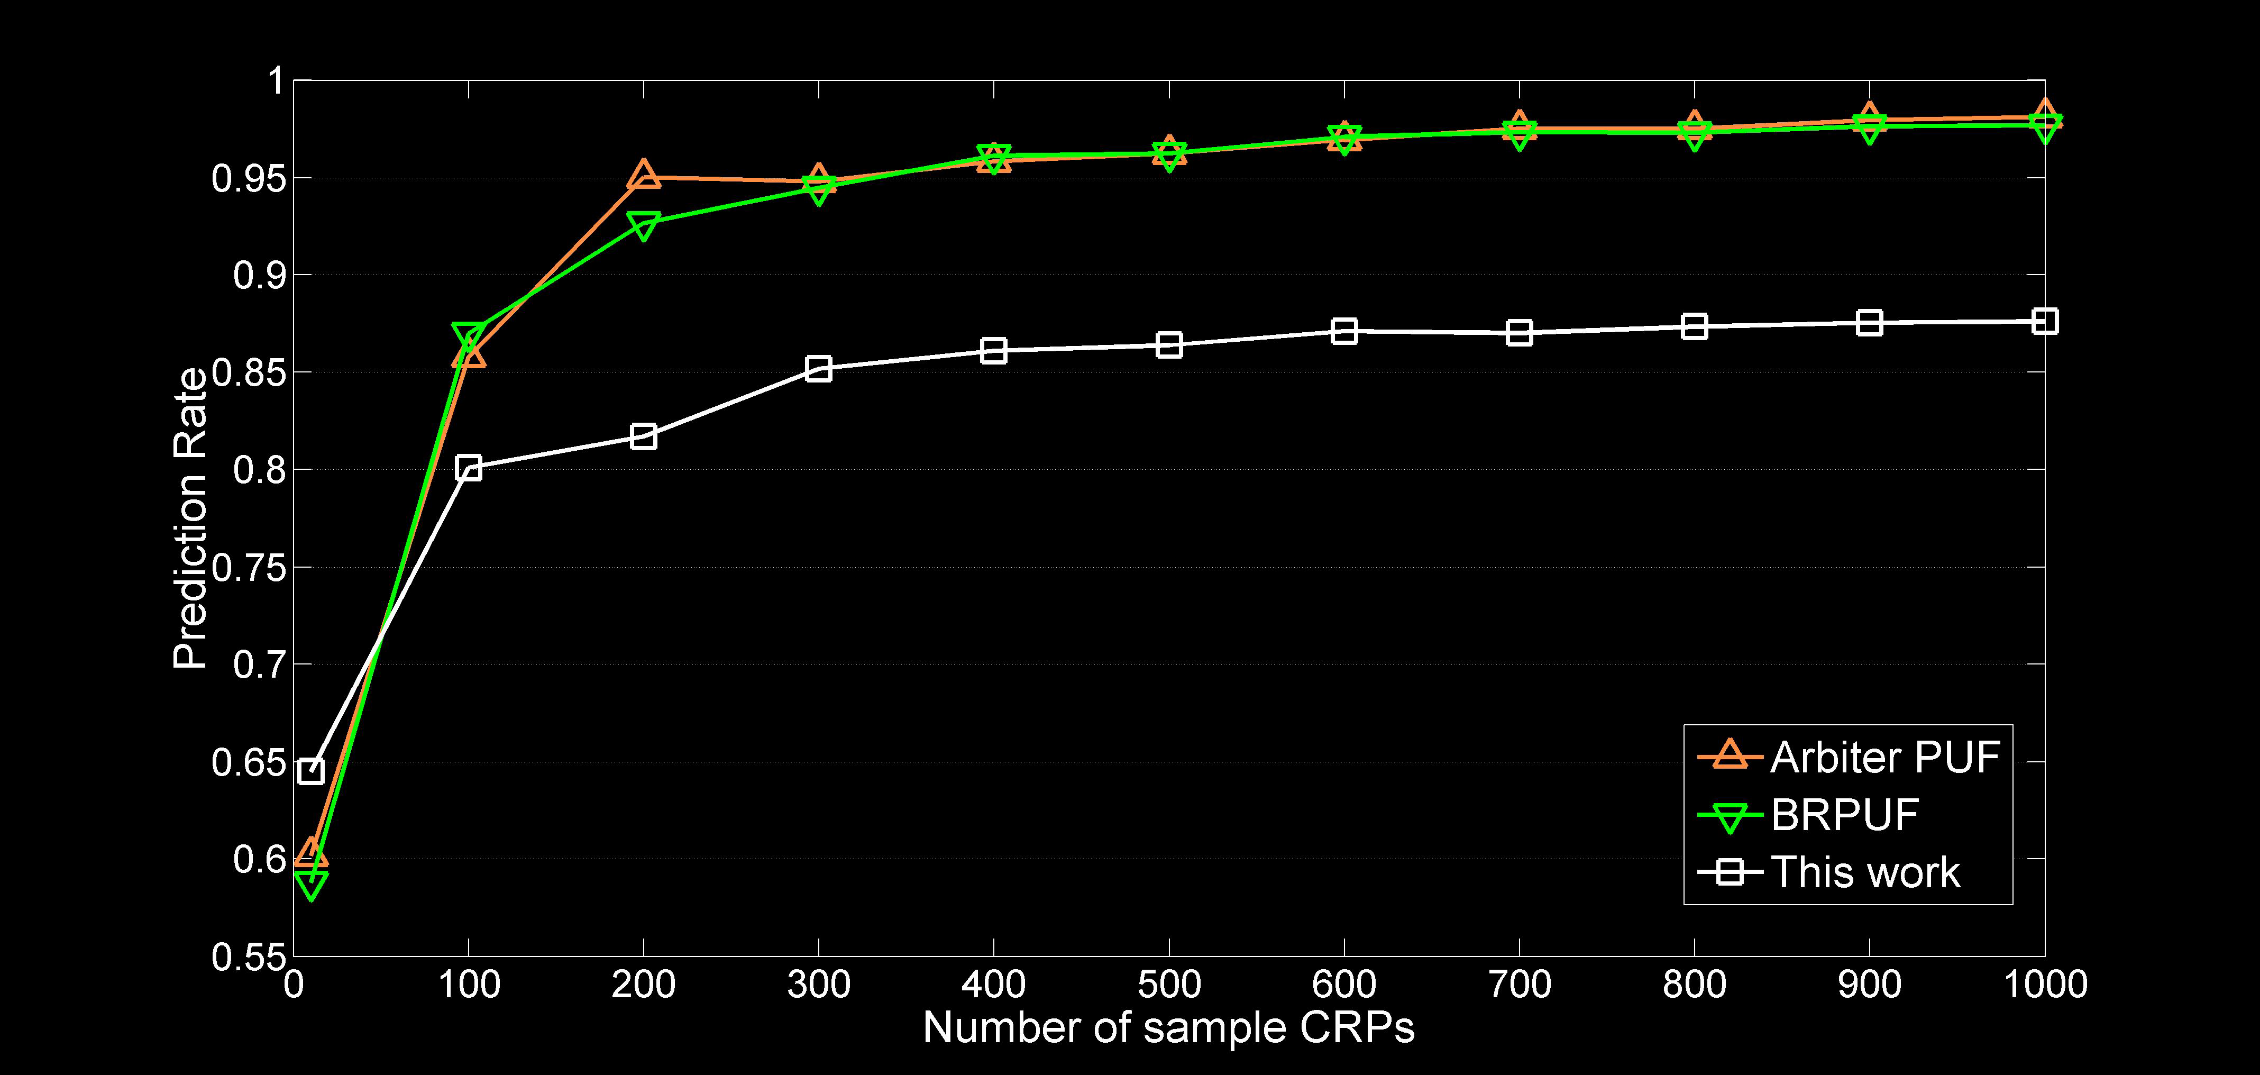 1
0.95
0.9
0.85
0.8
0.75
0.7
0.65
0.6
0.55
Prediction Rate
0 100 200 300 400 500 600 700 800 900 1000
Number of sample CRPs
Arbiter PUF
BRPUF
This work